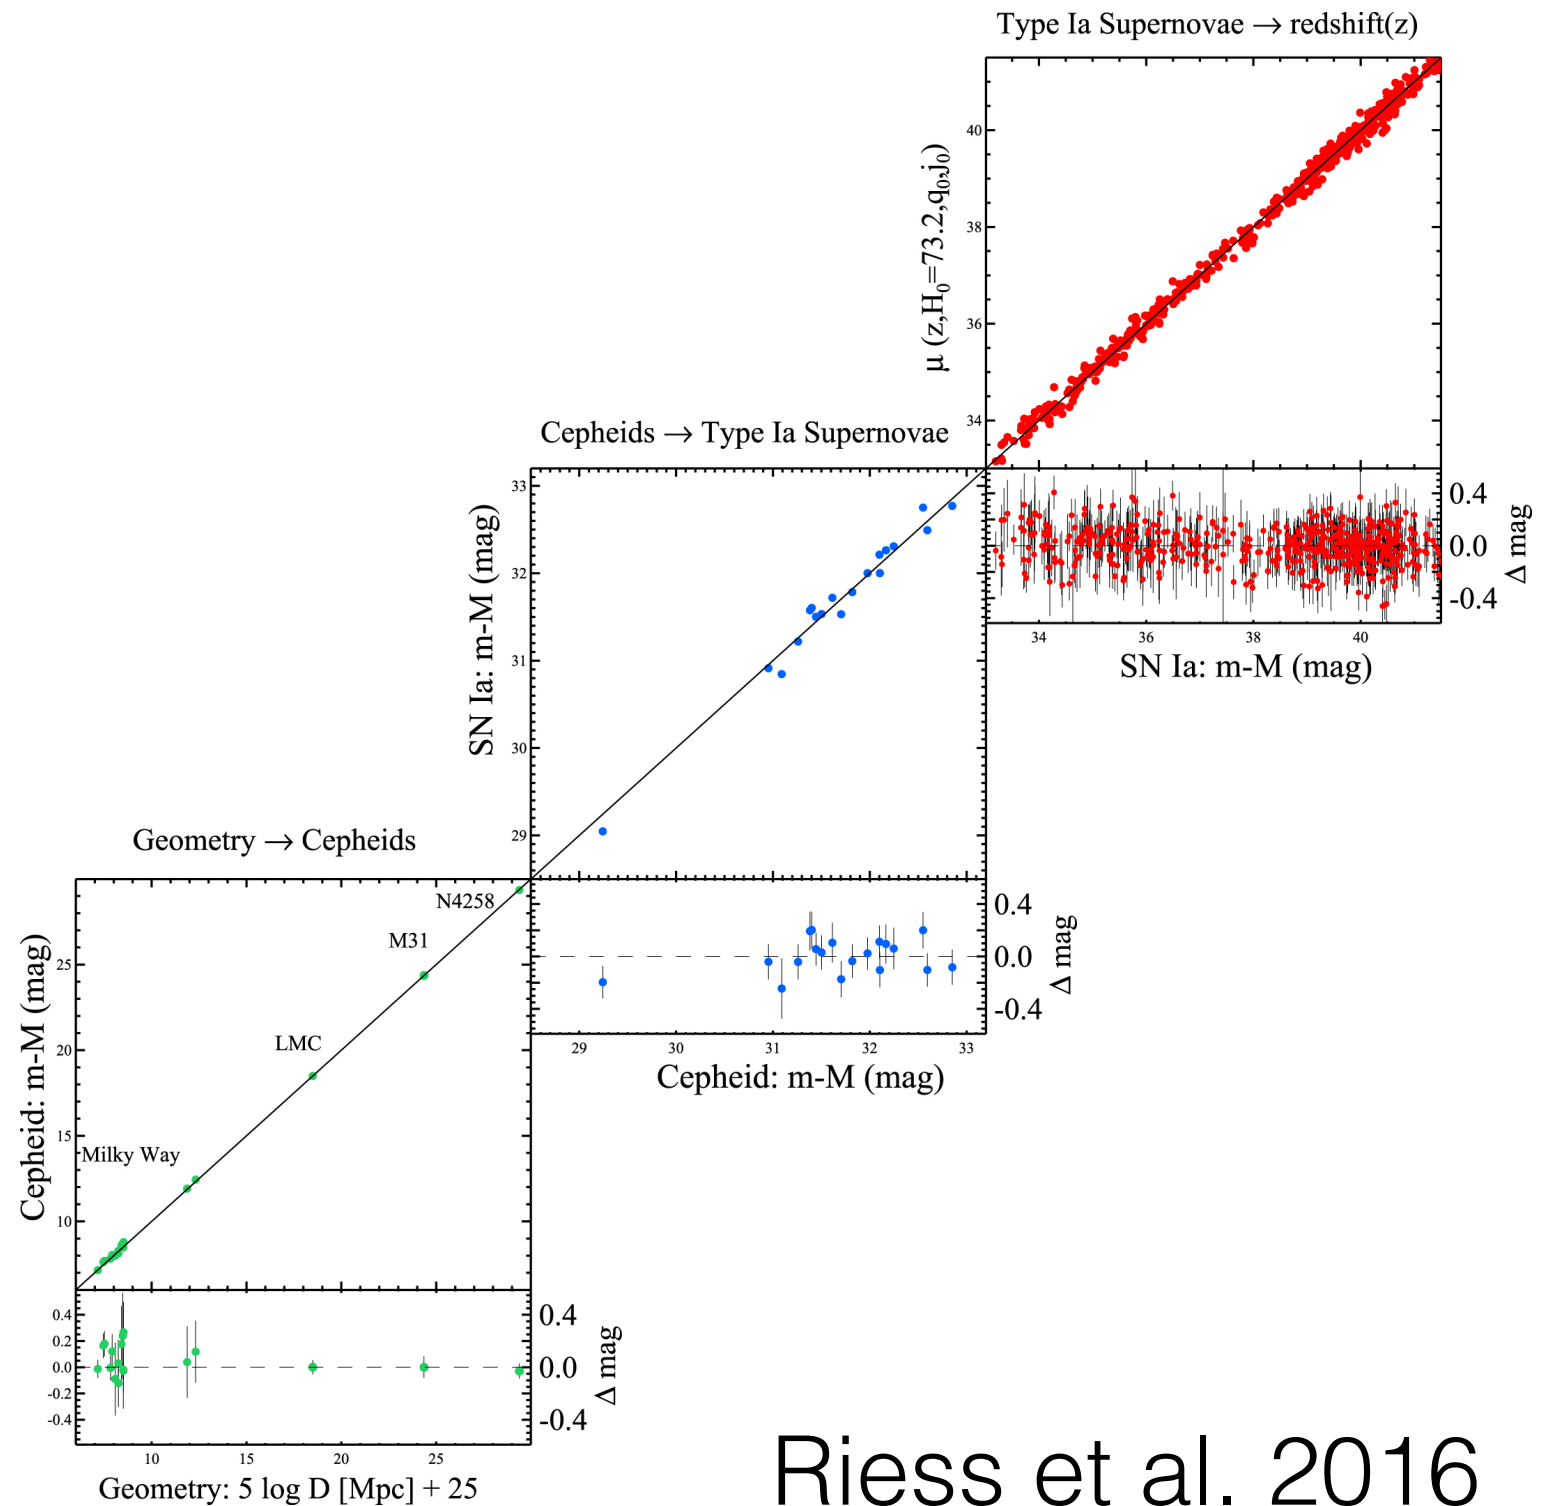 Type Ia Supernovae → redshift(z)
40
38
36
34
μ (z,H₀=73.2,q₀,j₀)
0.4
0.0
-0.4
Δ mag
34 36 38 40
SN Ia: m-M (mag)
Cepheids → Type Ia Supernovae
33
32
31
30
29
SN Ia: m-M (mag)
0.4
0.0
-0.4
Δ mag
29 30 31 32 33
Cepheid: m-M (mag)
Geometry → Cepheids
N4258
M31
LMC
Milky Way
25
20
15
10
Cepheid: m-M (mag)
0.4
0.2
0.0
-0.2
-0.4
0.4
0.0
-0.4
Δ mag
10 15 20 25
Geometry: 5 log D [Mpc] + 25
Riess et al. 2016